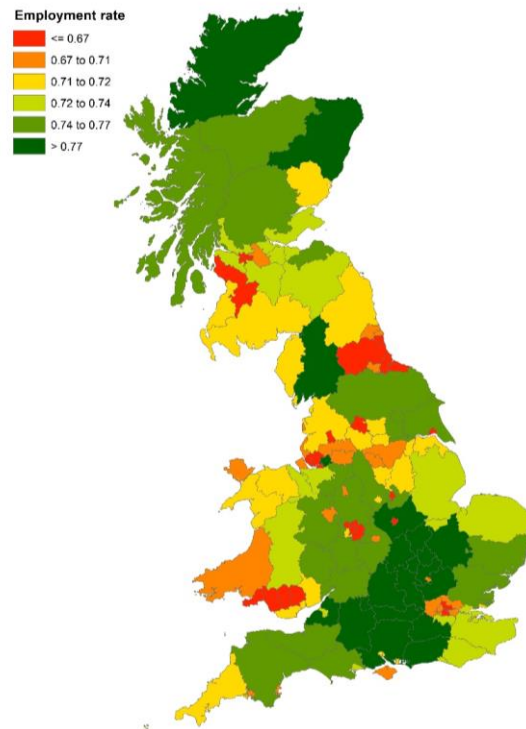 Employment rate
<= 0.67
0.67 to 0.71
0.71 to 0.72
0.72 to 0.74
0.74 to 0.77
> 0.77